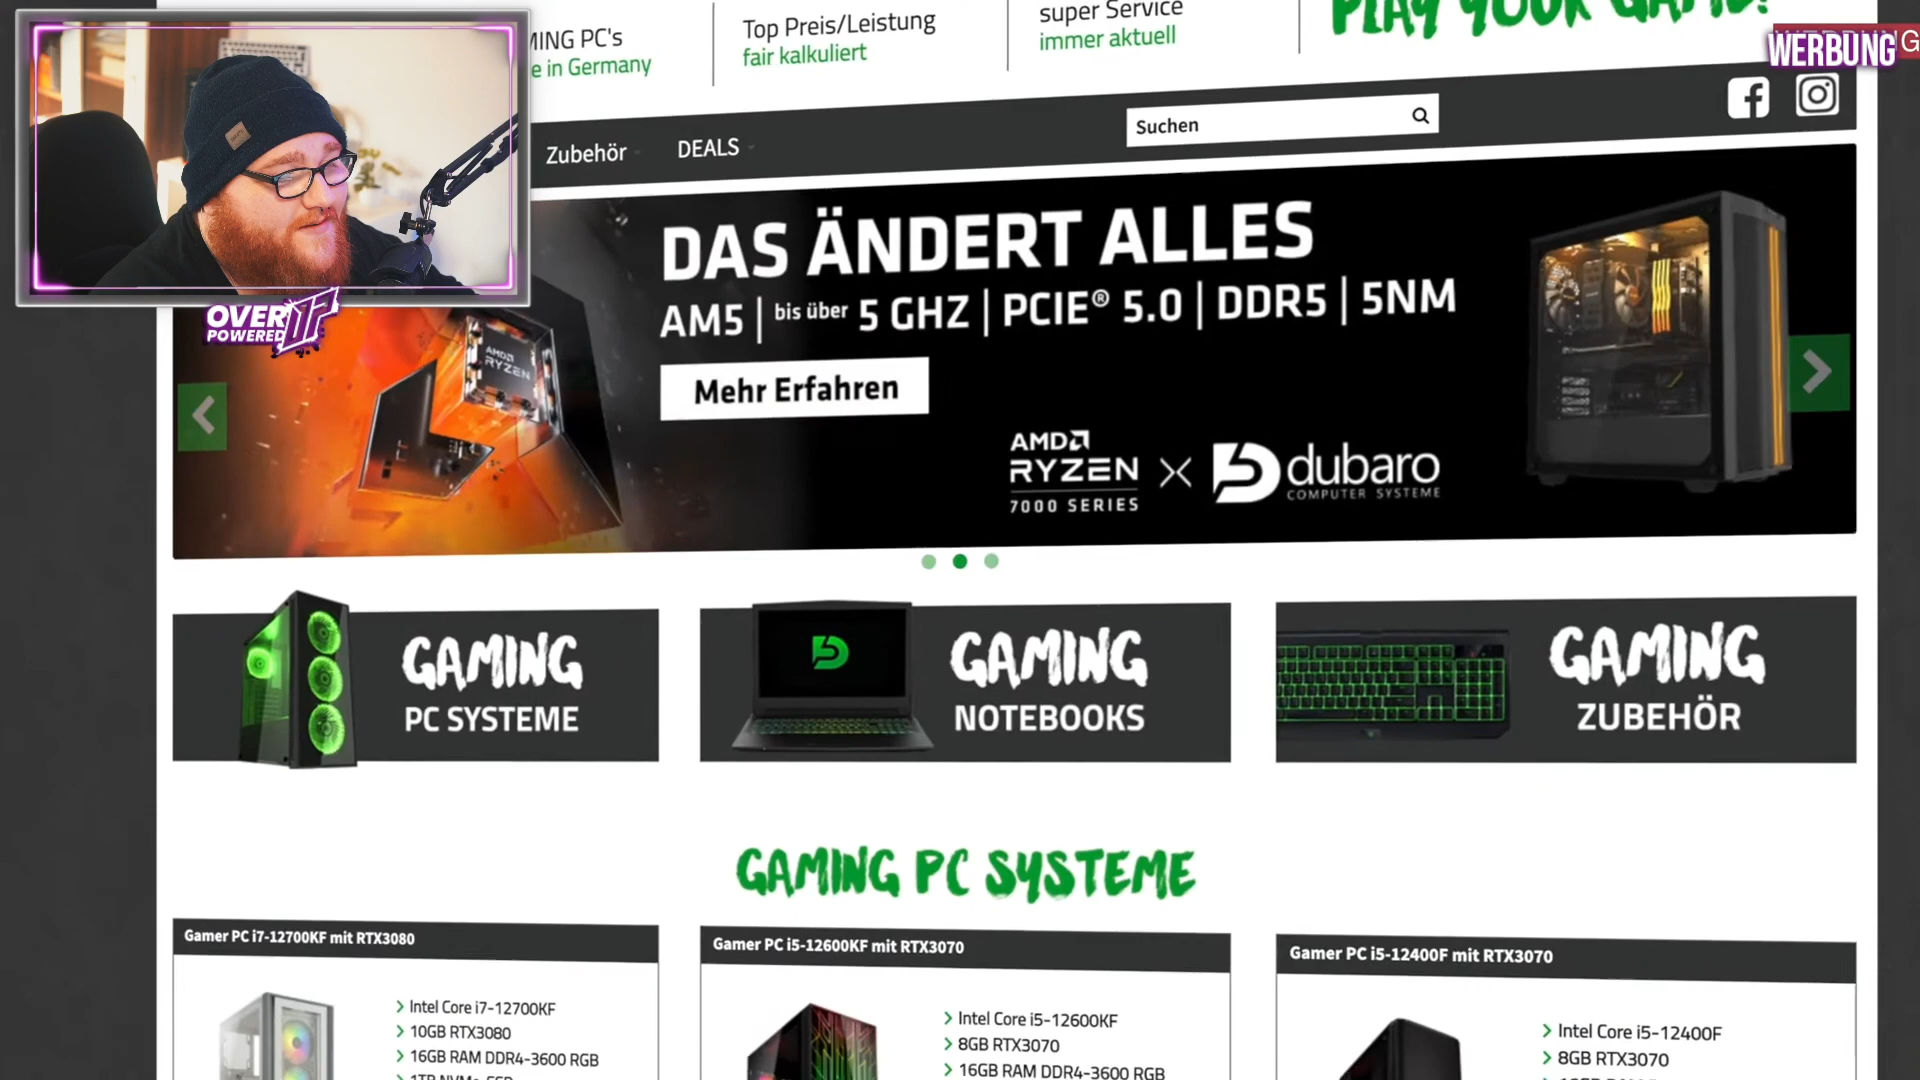 MING PC's
e in Germany
Top Preis/Leistung
fair kalkuliert
super Service
immer aktuell
PLAY YOUR GAME!
WERBUNG
Zubehör
DEALS
Suchen
DAS ÄNDERT ALLES
AM5 | bis über 5 GHZ | PCIE® 5.0 | DDR5 | 5NM
Mehr Erfahren
AMD
RYZEN
AMD
RYZEN
7000 SERIES
dubaro
COMPUTER SYSTEME
OVER
POWERED
OP
GAMING
PC SYSTEME
GAMING
NOTEBOOKS
GAMING
ZUBEHÖR
GAMING PC SYSTEME
Gamer PC i7-12700KF mit RTX3080
Intel Core i7-12700KF
10GB RTX3080
16GB RAM DDR4-3600 RGB
Gamer PC i5-12600KF mit RTX3070
Intel Core i5-12600KF
8GB RTX3070
16GB RAM DDR4-3600 RGB
Gamer PC i5-12400F mit RTX3070
Intel Core i5-12400F
8GB RTX3070